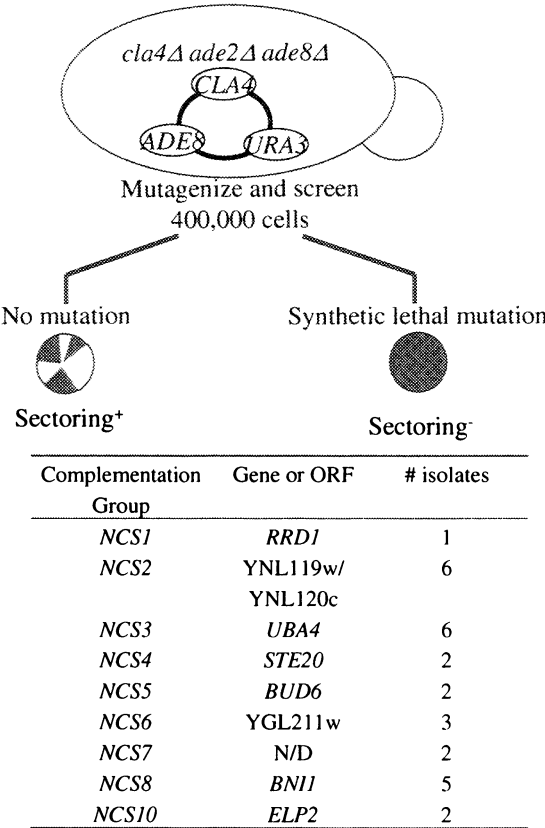 cla4Δ ade2Δ ade8Δ
CLA4
ADE8
URA3
Mutagenize and screen
400,000 cells
No mutation
Synthetic lethal mutation
Sectoring⁺
Sectoring⁻
Complementation Group Gene or ORF # isolates
NCS1 RRD1 1
NCS2 YNL119w/ 6
YNL120c
NCS3 UBA4 6
NCS4 STE20 2
NCS5 BUD6 2
NCS6 YGL211w 3
NCS7 N/D 2
NCS8 BNI1 5
NCS10 ELP2 2